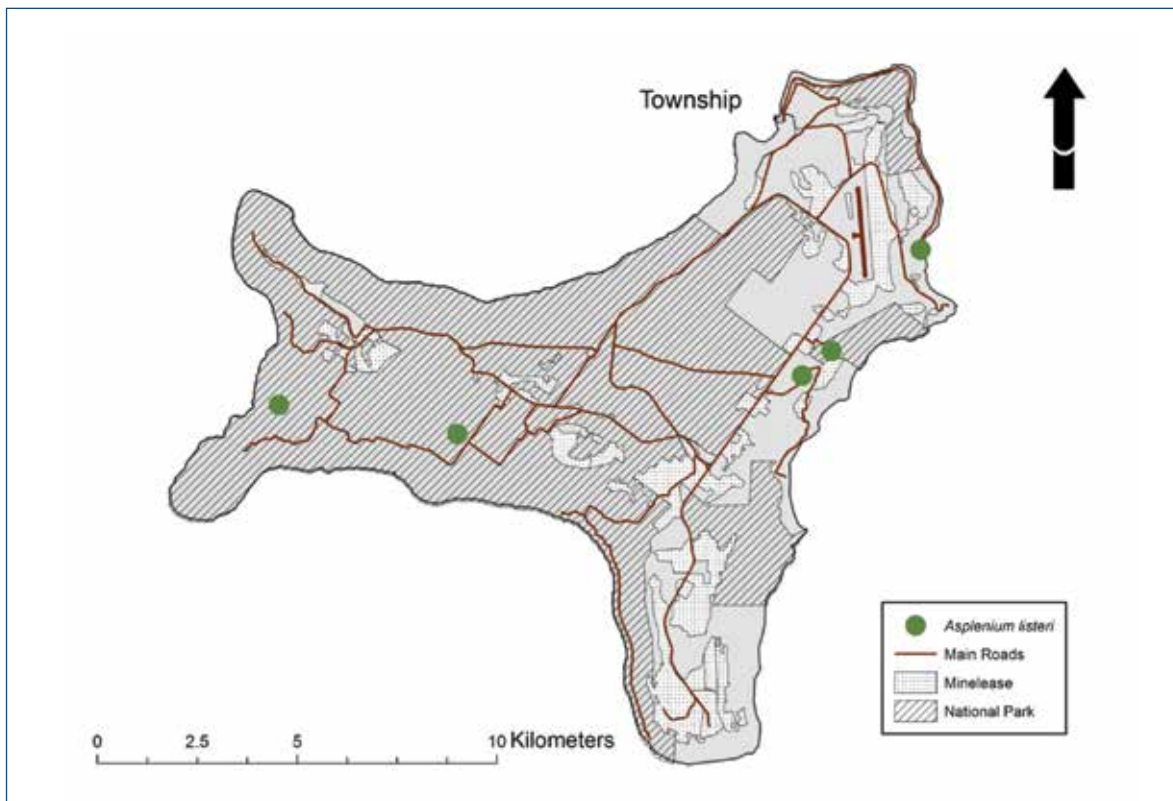 Township
Asplenium listeri
Main Roads
Minelease
National Park
0 2.5 5 10 Kilometers